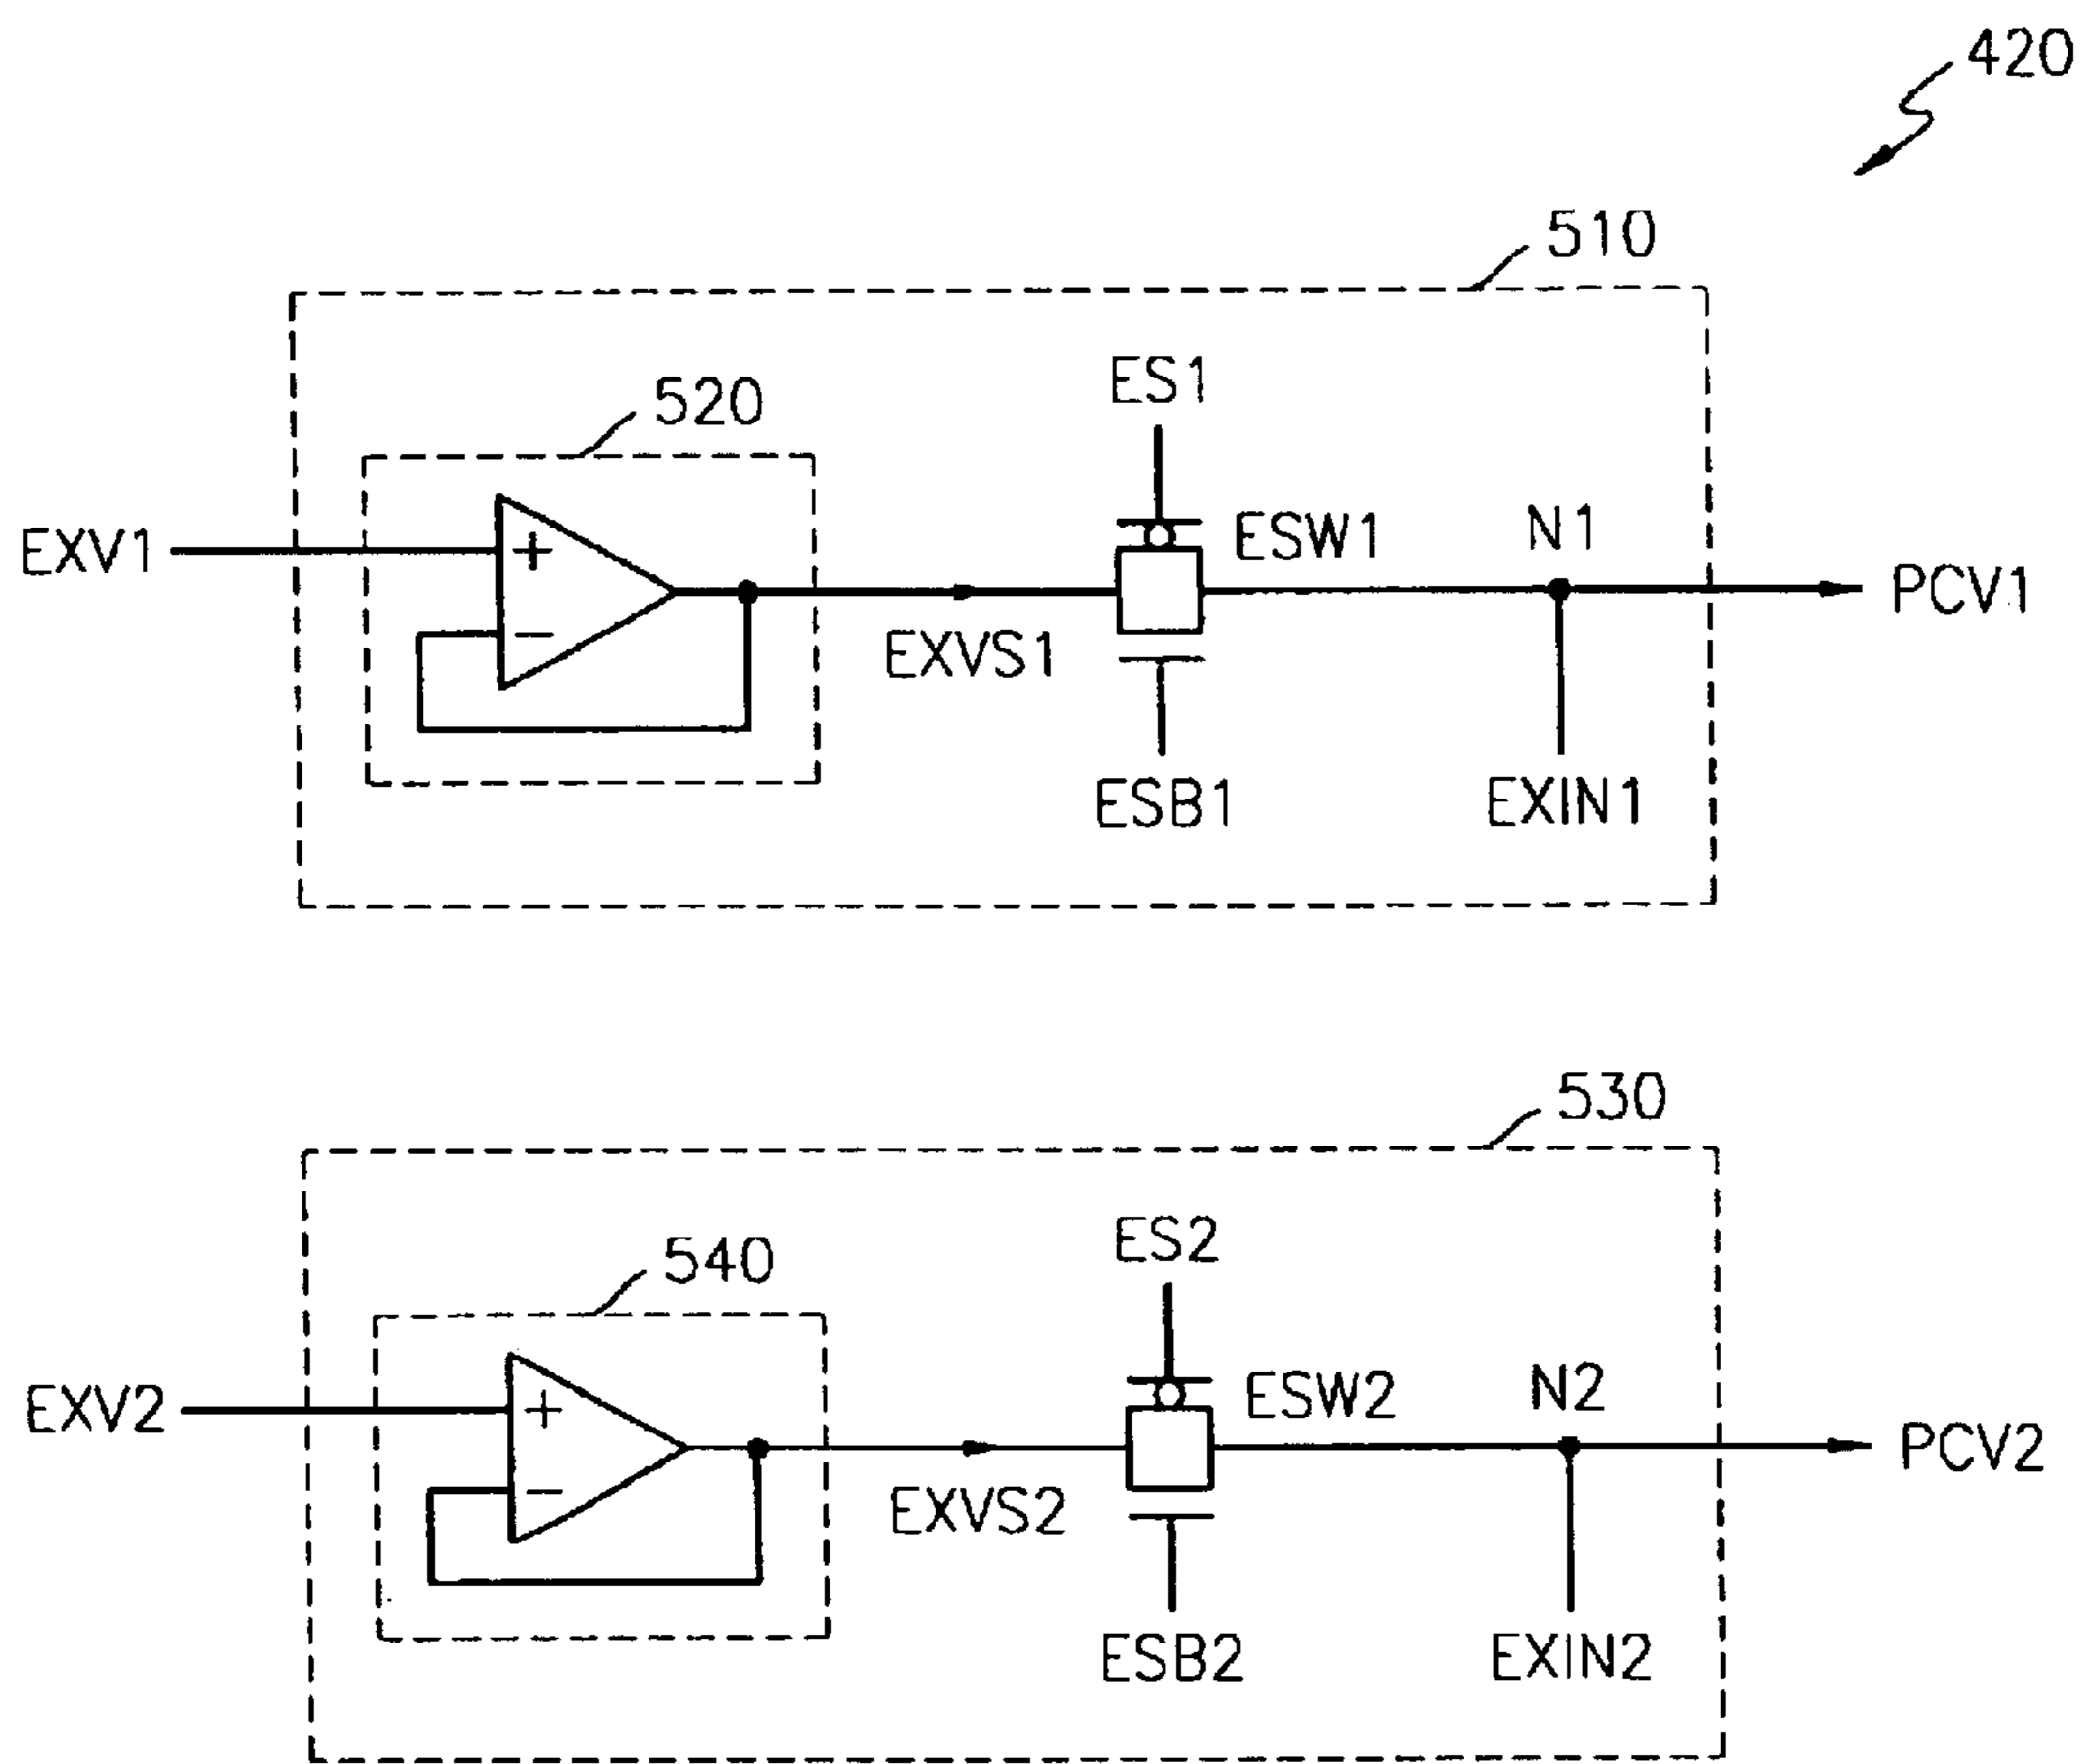 420
510
ES1
520
EXV1
+
ESW1
N1
PCV1
−
EXVS1
ESB1
EXIN1
530
ES2
540
EXV2
+
ESW2
N2
PCV2
−
EXVS2
ESB2
EXIN2